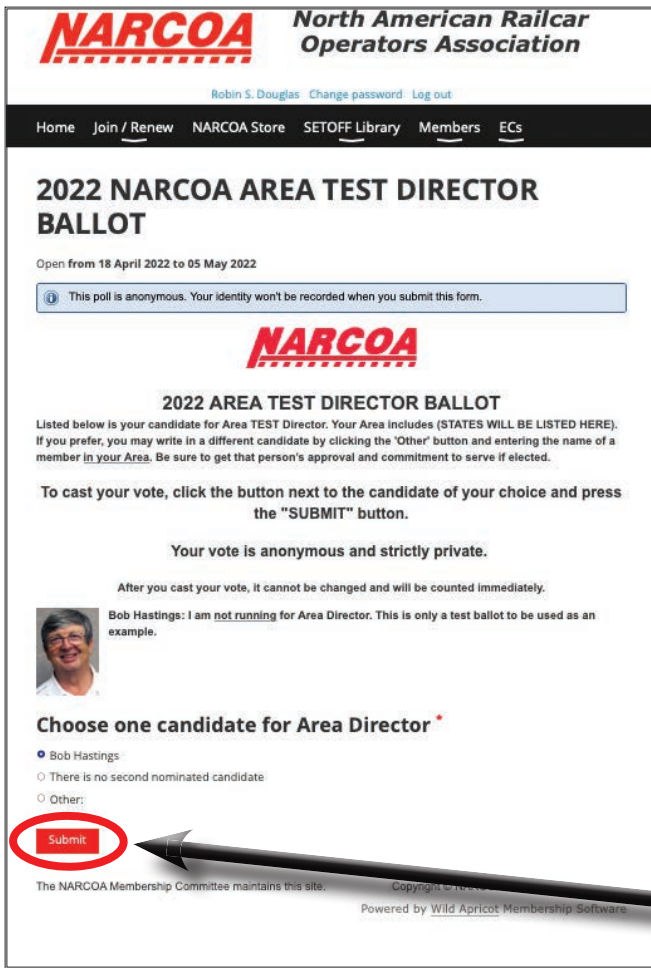 NARCOA
North American Railcar
Operators Association
Robin S. Douglas Change password Log out
Home Join / Renew NARCOA Store SETOFF Library Members ECs
2022 NARCOA AREA TEST DIRECTOR
BALLOT
Open from 18 April 2022 to 05 May 2022
This poll is anonymous. Your identity won't be recorded when you submit this form.
NARCOA
2022 AREA TEST DIRECTOR BALLOT
Listed below is your candidate for Area TEST Director. Your Area includes (STATES WILL BE LISTED HERE).
If you prefer, you may write in a different candidate by clicking the 'Other' button and entering the name of a
member in your Area. Be sure to get that person's approval and commitment to serve if elected.
To cast your vote, click the button next to the candidate of your choice and press
the "SUBMIT" button.
Your vote is anonymous and strictly private.
After you cast your vote, it cannot be changed and will be counted immediately.
Bob Hastings: I am not running for Area Director. This is only a test ballot to be used as an
example.
Choose one candidate for Area Director *
Bob Hastings
There is no second nominated candidate
Other:
Submit
The NARCOA Membership Committee maintains this site. Copyright ©
Powered by Wild Apricot Membership Software